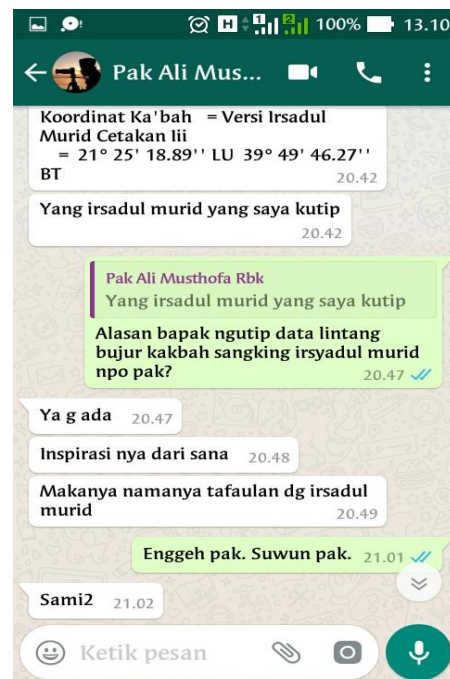 100% 13.10
Pak Ali Mus...
Koordinat Ka'bah = Versi Irsadul
Murid Cetakan Iii
= 21° 25' 18.89'' LU 39° 49' 46.27''
BT
20.42
Yang irsadul murid yang saya kutip
20.42
Pak Ali Musthofa Rbk
Yang irsadul murid yang saya kutip
Alasan bapak ngutip data lintang
bujur kakbah sangking irsyadul murid
npo pak?
20.47
Ya g ada 20.47
Inspirasi nya dari sana 20.48
Makanya namanya tafaulan dg irsadul
murid
20.49
Enggeh pak. Suwun pak. 21.01
Sami2 21.02
Ketik pesan